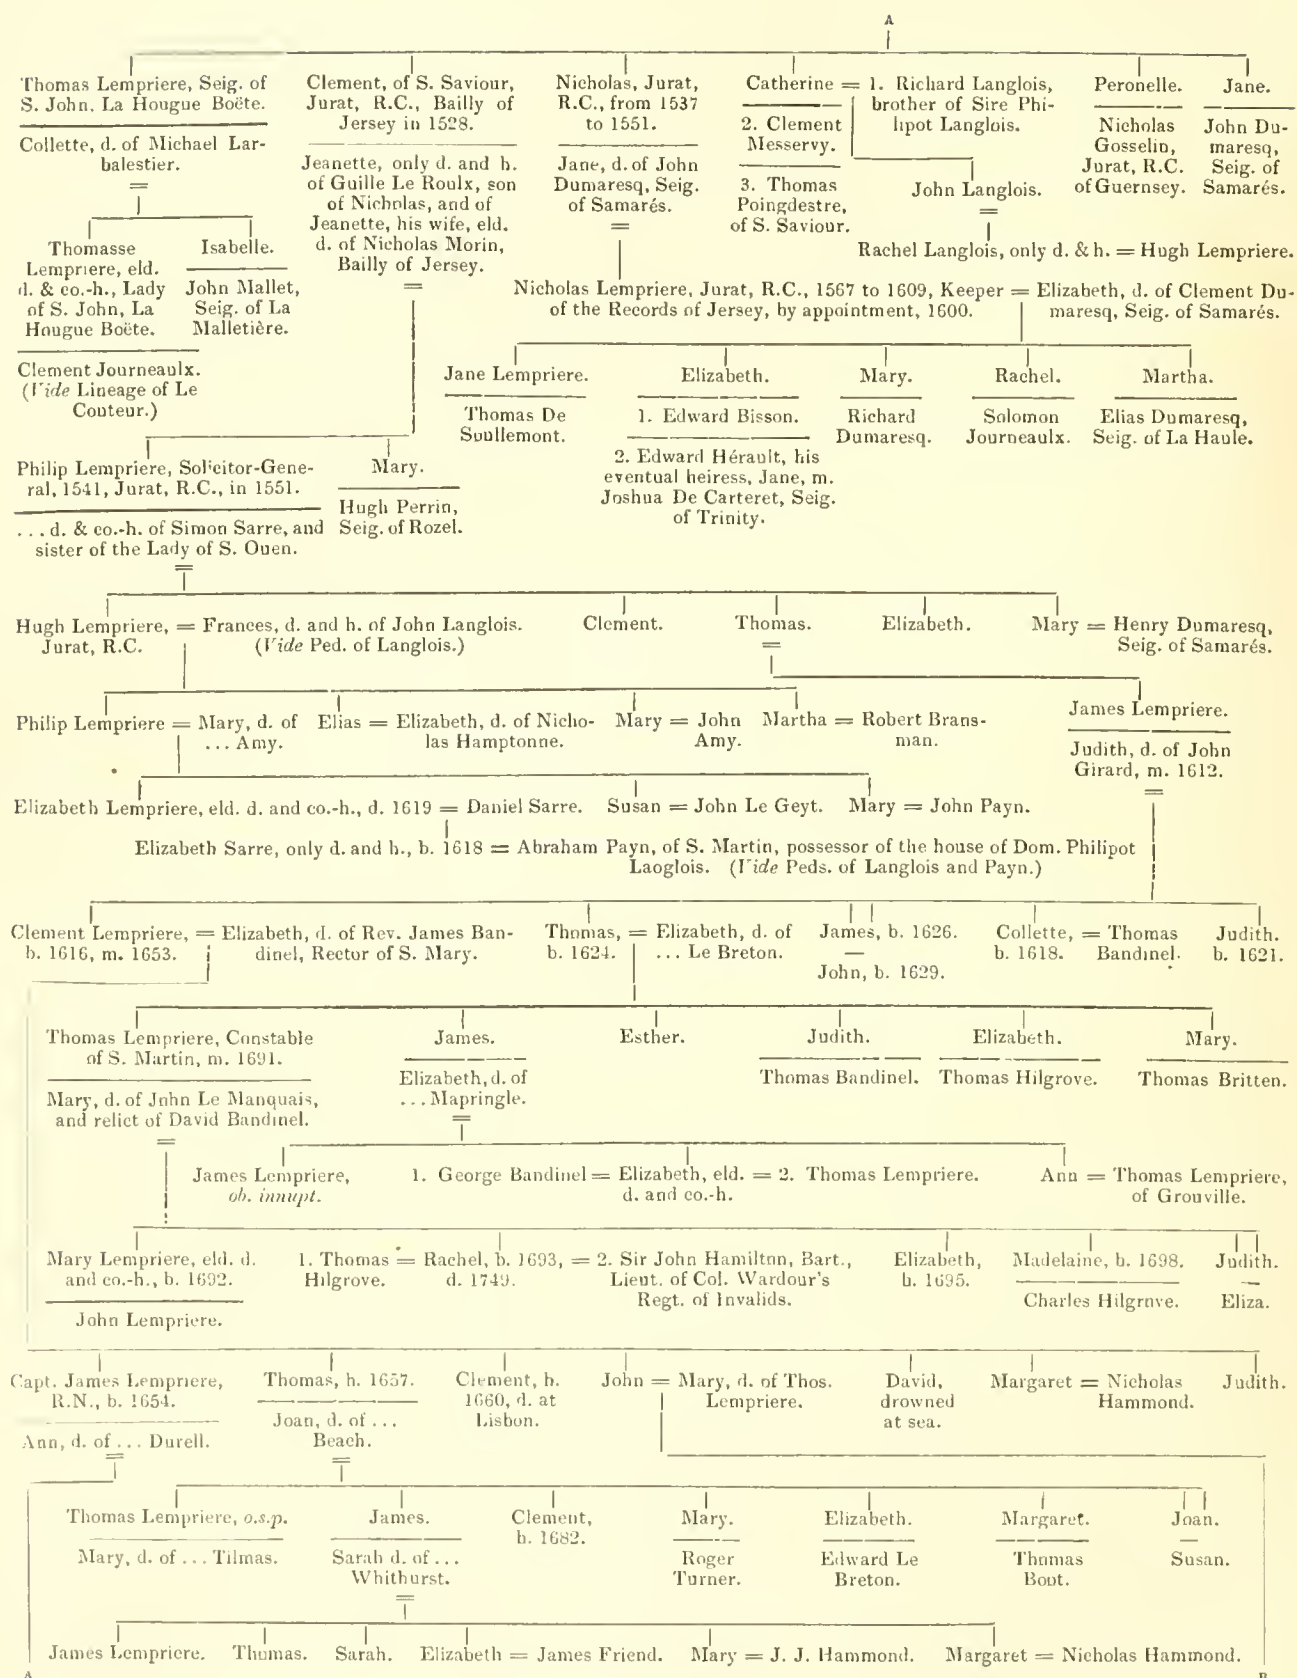 A
Thomas Lempriere, Seig. of
S. John. La Hougue Boëte.
Collette, d. of Michael Lar-
balestier.
=
Clement, of S. Saviour,
Jurat, R.C., Bailly of
Jersey in 1528.
Jeanette, only d. and h.
of Guille Le Roulx, son
of Nicholas, and of
Jeanette, his wife, eld.
d. of Nicholas Morin,
Bailly of Jersey.
=
Nicholas, Jurat,
R.C., from 1537
to 1551.
Jane, d. of John
Dumaresq, Seig.
of Samarés.
=
Catherine = 1. Richard Langlois,
brother of Sire Phi-
lipot Langlois.
2. Clement
Messervy.
3. Thomas
Poingdestre,
of S. Saviour.
Peronelle.
Nicholas
Gosselin,
Jurat, R.C.
of Guernsey.
Jane.
John Du-
maresq,
Seig. of
Samarés.
John Langlois.
=
Rachel Langlois, only d. & h. = Hugh Lempriere.
Thomasse
Lempriere, eld.
d. & co.-h., Lady
of S. John, La
Hougue Boëte.
Clement Journeaulx.
(Vide Lineage of Le
Couteur.)
Isabelle.
John Mallet,
Seig. of La
Malletière.
Nicholas Lempriere, Jurat, R.C., 1567 to 1609, Keeper = Elizabeth, d. of Clement Du-
of the Records of Jersey, by appointment, 1600. maresq, Seig. of Samarés.
Jane Lempriere.
Thomas De
Soullemont.
Elizabeth.
1. Edward Bisson.
2. Edward Hérault, his
eventual heiress, Jane, m.
Joshua De Carteret, Seig.
of Trinity.
Mary.
Richard
Dumaresq.
Rachel.
Solomon
Journeaulx.
Martha.
Elias Dumaresq,
Seig. of La Haule.
Philip Lempriere, Solicitor-Gene-
ral, 1541, Jurat, R.C., in 1551.
... d. & co.-h. of Simon Sarre, and
sister of the Lady of S. Ouen.
=
Mary.
Hugh Perrin,
Seig. of Rozel.
Hugh Lempriere, = Frances, d. and h. of John Langlois.
Jurat, R.C. (Vide Ped. of Langlois.)
Clement.
Thomas.
=
Elizabeth.
Mary = Henry Dumaresq,
Seig. of Samarés.
Philip Lempriere = Mary, d. of
... Amy.
Elias = Elizabeth, d. of Nicho-
las Hamptonne.
Mary = John
Amy.
Martha = Robert Brans-
man.
James Lempriere.
Judith, d. of John
Girard, m. 1612.
=
Elizabeth Lempriere, eld. d. and co.-h., d. 1619 = Daniel Sarre. Susan = John Le Geyt. Mary = John Payn.
Elizabeth Sarre, only d. and h., b. 1618 = Abraham Payn, of S. Martin, possessor of the house of Dom. Philipot
Laoglois. (Vide Peds. of Langlois and Payn.)
Clement Lempriere, = Elizabeth, d. of Rev. James Ban-
b. 1616, m. 1653. dinel, Rector of S. Mary.
Thomas, = Elizabeth, d. of
b. 1624. ... Le Breton.
James, b. 1626.
—
John, b. 1629.
Collette, = Thomas
b. 1618. Bandinel.
Judith.
b. 1621.
Thomas Lempriere, Constable
of S. Martin, m. 1691.
Mary, d. of John Le Manquais,
and relict of David Bandinel.
=
James.
Elizabeth, d. of
... Mapringle.
=
Esther.
Judith.
Thomas Bandinel.
Elizabeth.
Thomas Hilgrove.
Mary.
Thomas Britten.
James Lempriere,
ob. innupt.
1. George Bandinel = Elizabeth, eld. = 2. Thomas Lempriere.
d. and co.-h.
Ann = Thomas Lempriere,
of Grouville.
Mary Lempriere, eld. d.
and co.-h., b. 1692.
John Lempriere.
1. Thomas = Rachel, b. 1693, = 2. Sir John Hamilton, Bart.,
Hilgrove. d. 1749. Lieut. of Col. Wardour's
Regt. of Invalids.
Elizabeth,
b. 1695.
Madelaine, b. 1698.
Charles Hilgrove.
Judith.
—
Eliza.
Capt. James Lempriere,
R.N., b. 1654.
Ann, d. of ... Durell.
=
Thomas, h. 1657.
Joan, d. of ...
Beach.
=
Clement, h.
1660, d. at
Lisbon.
John = Mary, d. of Thos.
Lempriere.
David,
drowned
at sea.
Margaret = Nicholas
Hammond.
Judith.
Thomas Lempriere, o.s.p.
Mary, d. of ... Tilmas.
James.
Sarah d. of ...
Whithurst.
=
Clement,
b. 1682.
Mary.
Roger
Turner.
Elizabeth.
Edward Le
Breton.
Margaret.
Thomas
Boot.
Joan.
—
Susan.
James Lempriere. Thomas. Sarah. Elizabeth = James Friend. Mary = J. J. Hammond. Margaret = Nicholas Hammond.
A B